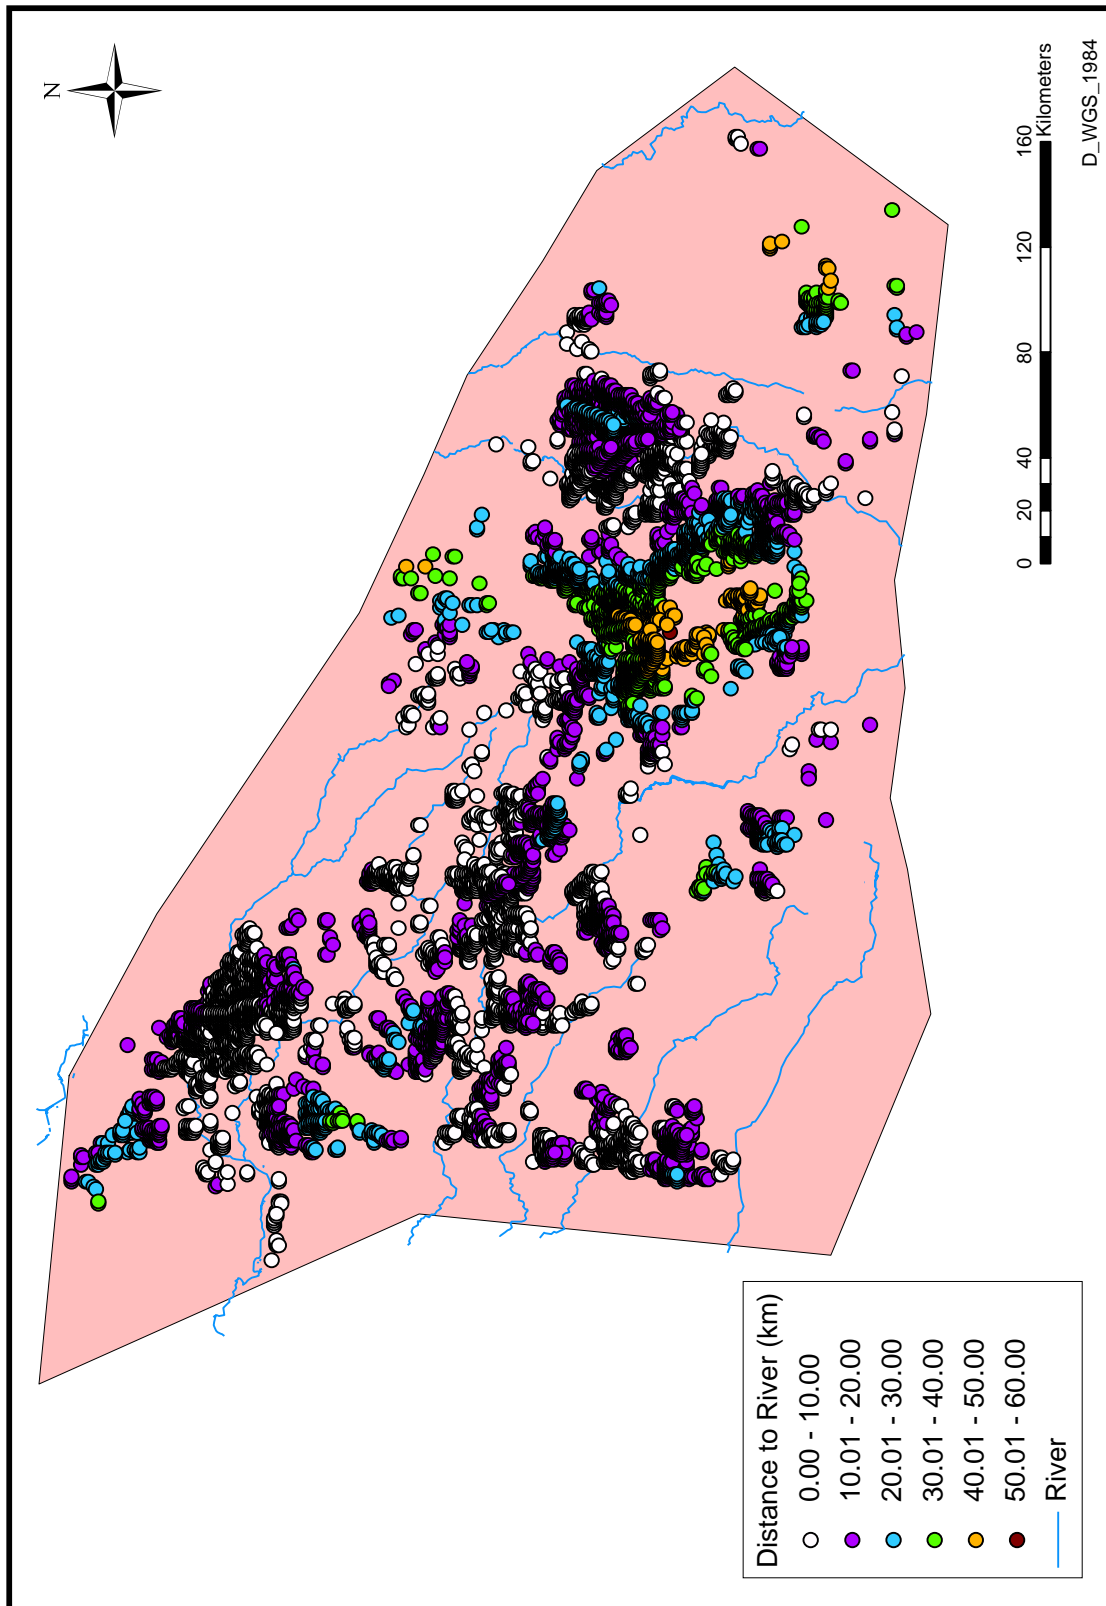 N
0 20 40 80 120 160
Kilometers
D_WGS_1984
Distance to River (km)
0.00 - 10.00
10.01 - 20.00
20.01 - 30.00
30.01 - 40.00
40.01 - 50.00
50.01 - 60.00
River